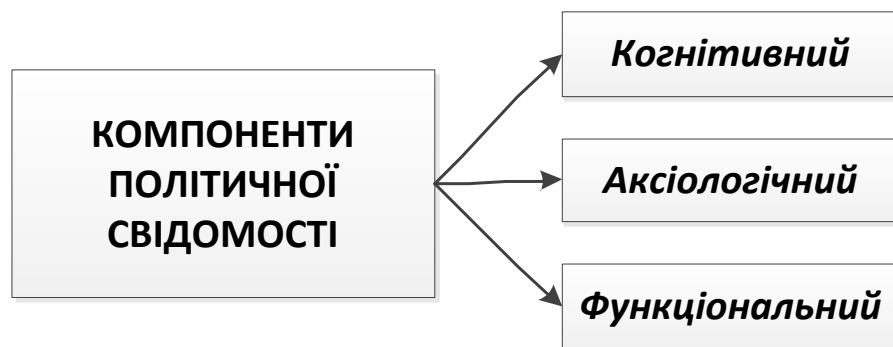 КОМПОНЕНТИ
ПОЛІТИЧНОЇ
СВІДОМОСТІ
Когнітивний
Аксіологічний
Функціональний